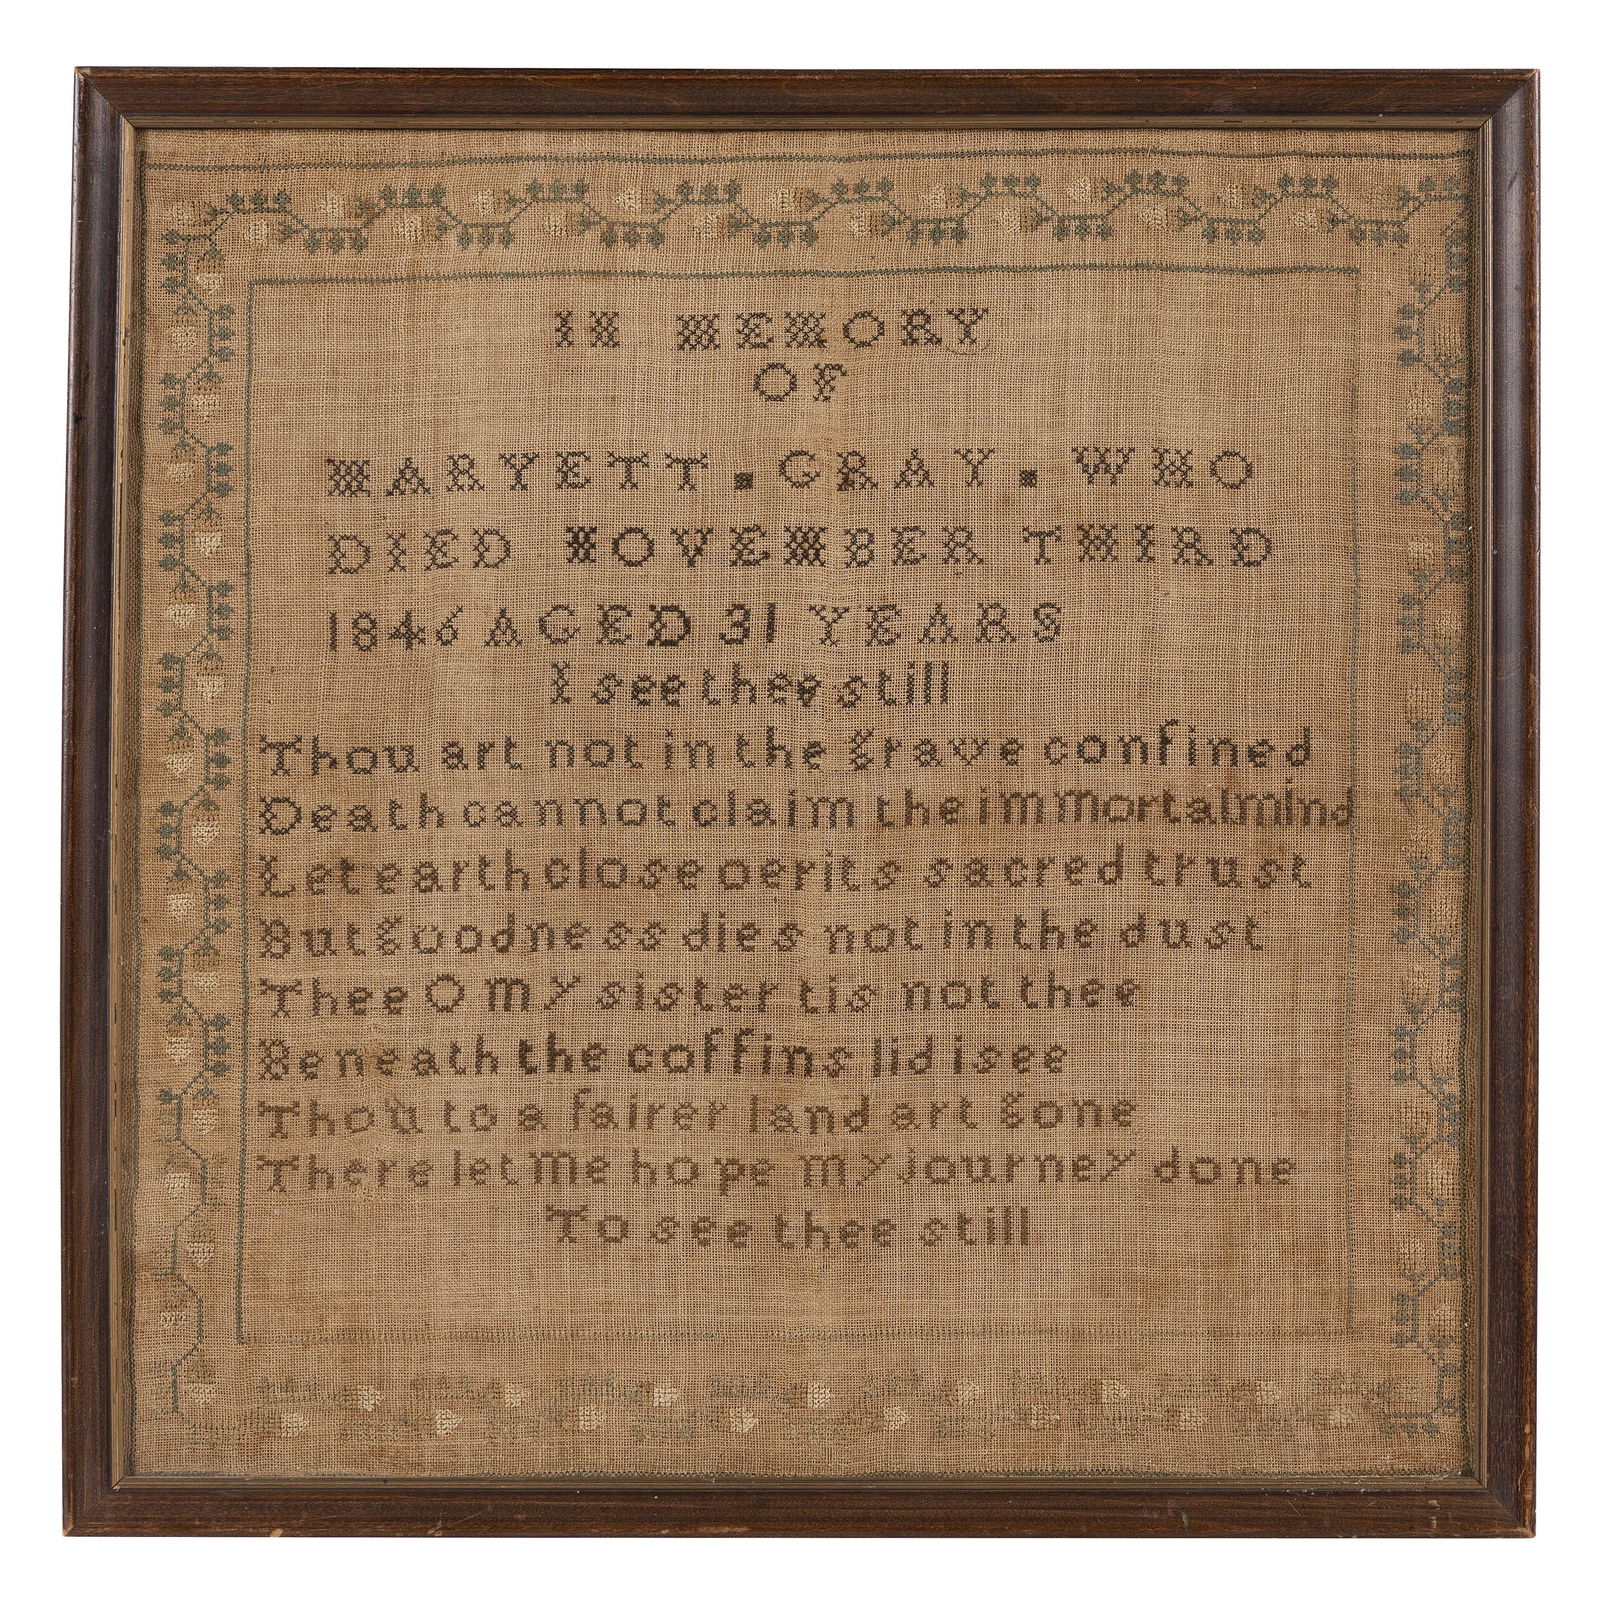 IN MEMORY
OF
MARYETT . GRAY . WHO
DIED NOVEMBER THIRD
1846 AGED 31 YEARS
I see thee still
Thou art not in the grave confined
Death cannot claim the immortal mind
Let earth close oer its sacred trust
But goodness dies not in the dust
Thee O my sister tis not thee
Beneath the coffins lid i see
Thou to a fairer land art gone
There let me hope my journey done
To see thee still